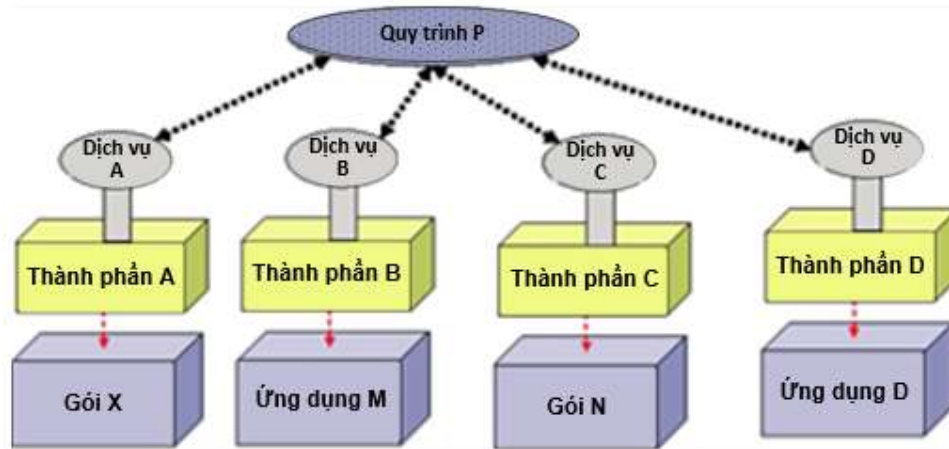 Quy trình P
Dịch vụ
A
Dịch vụ
B
Dịch vụ
C
Dịch vụ
D
Thành phần A
Thành phần B
Thành phần C
Thành phần D
Gói X
Ứng dụng M
Gói N
Ứng dụng D